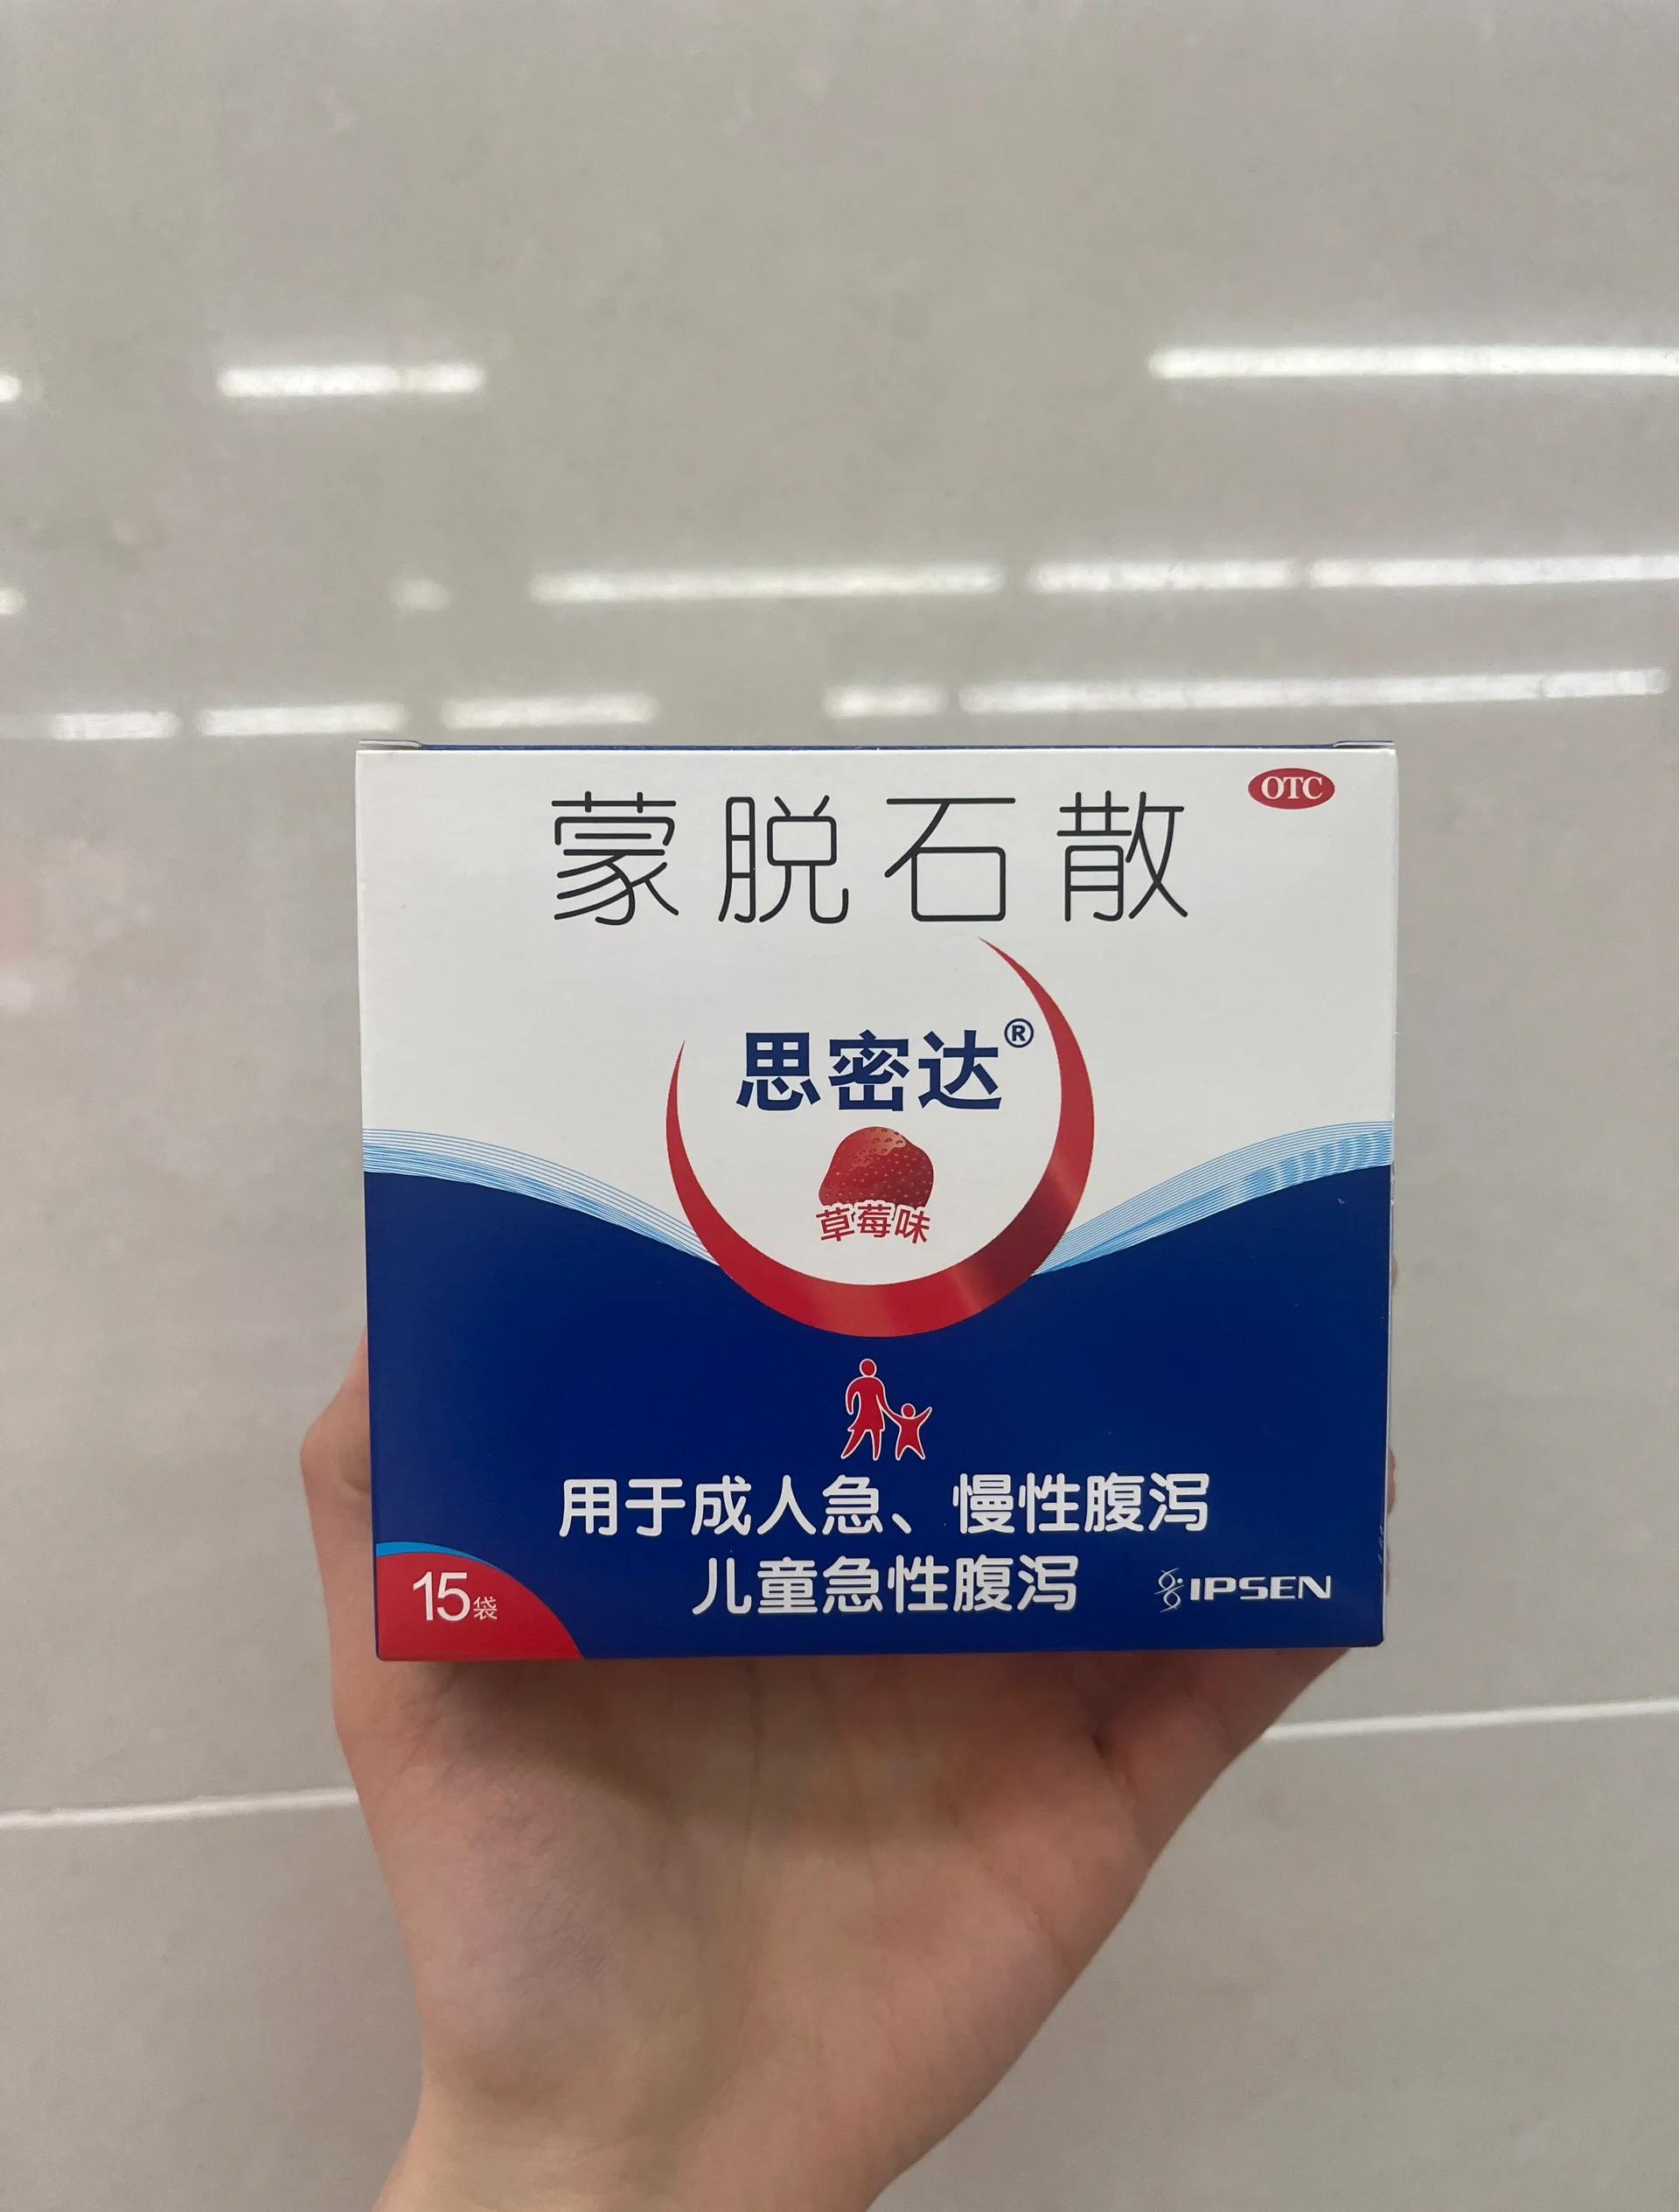 OTC
蒙脱石散
思密达®
草莓味
用于成人急、慢性腹泻
儿童急性腹泻
15袋
IPSEN